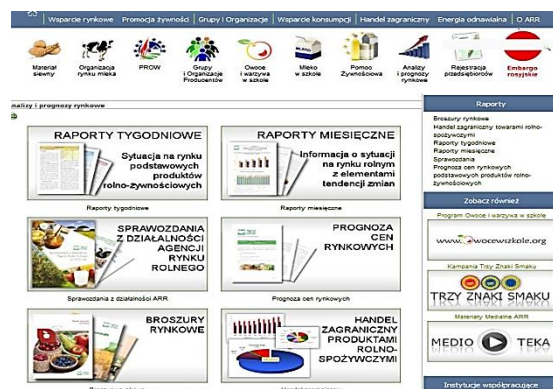 Wsparcie rynkowe | Promocja żywności | Grupy i Organizacje | Wsparcie konsumpcji | Handel zagraniczny | Energia odnawialna | O ARR
Materiał siewny
Organizacja rynku mleka
PROW
Grupy i Organizacje Producentów
Owoce i warzywa w szkole
Mleko w szkole
Pomoc Żywnościowa
Analizy i prognozy rynkowe
Rejestracja przedsiębiorców
Embargo rosyjskie
nalizy i prognozy rynkowe
RAPORTY TYGODNIOWE
Sytuacja na rynku
podstawowych
produktów
rolno-żywnościowych
Raporty tygodniowe
RAPORTY MIESIĘCZNE
Informacja o sytuacji
na rynku rolnym
z elementami
tendencji zmian
Raporty miesięczne
SPRAWOZDANIA
Z DZIAŁALNOŚCI
AGENCJI
RYNKU
ROLNEGO
Sprawozdania z działalności ARR
PROGNOZA
CEN
RYNKOWYCH
Prognoza cen rynkowych
BROSZURY
RYNKOWE
HANDEL
ZAGRANICZNY
PRODUKTAMI
ROLNO-
SPOŻYWCZYMI
Raporty
Broszury rynkowe
Handel zagraniczny towarami rolno-
spożywczymi
Raporty tygodniowe
Raporty miesięczne
Sprawozdania
Prognoza cen rynkowych
podstawowych produktów rolno-
żywnościowych
Zobacz również
Program Owoce i warzywa w szkole
www.owocewszkole.org
Kampania Trzy Znaki Smaku
TRZY ZNAKI SMAKU
Materiały Medialne ARR
MEDIO TEKA
Instytucje współpracujące